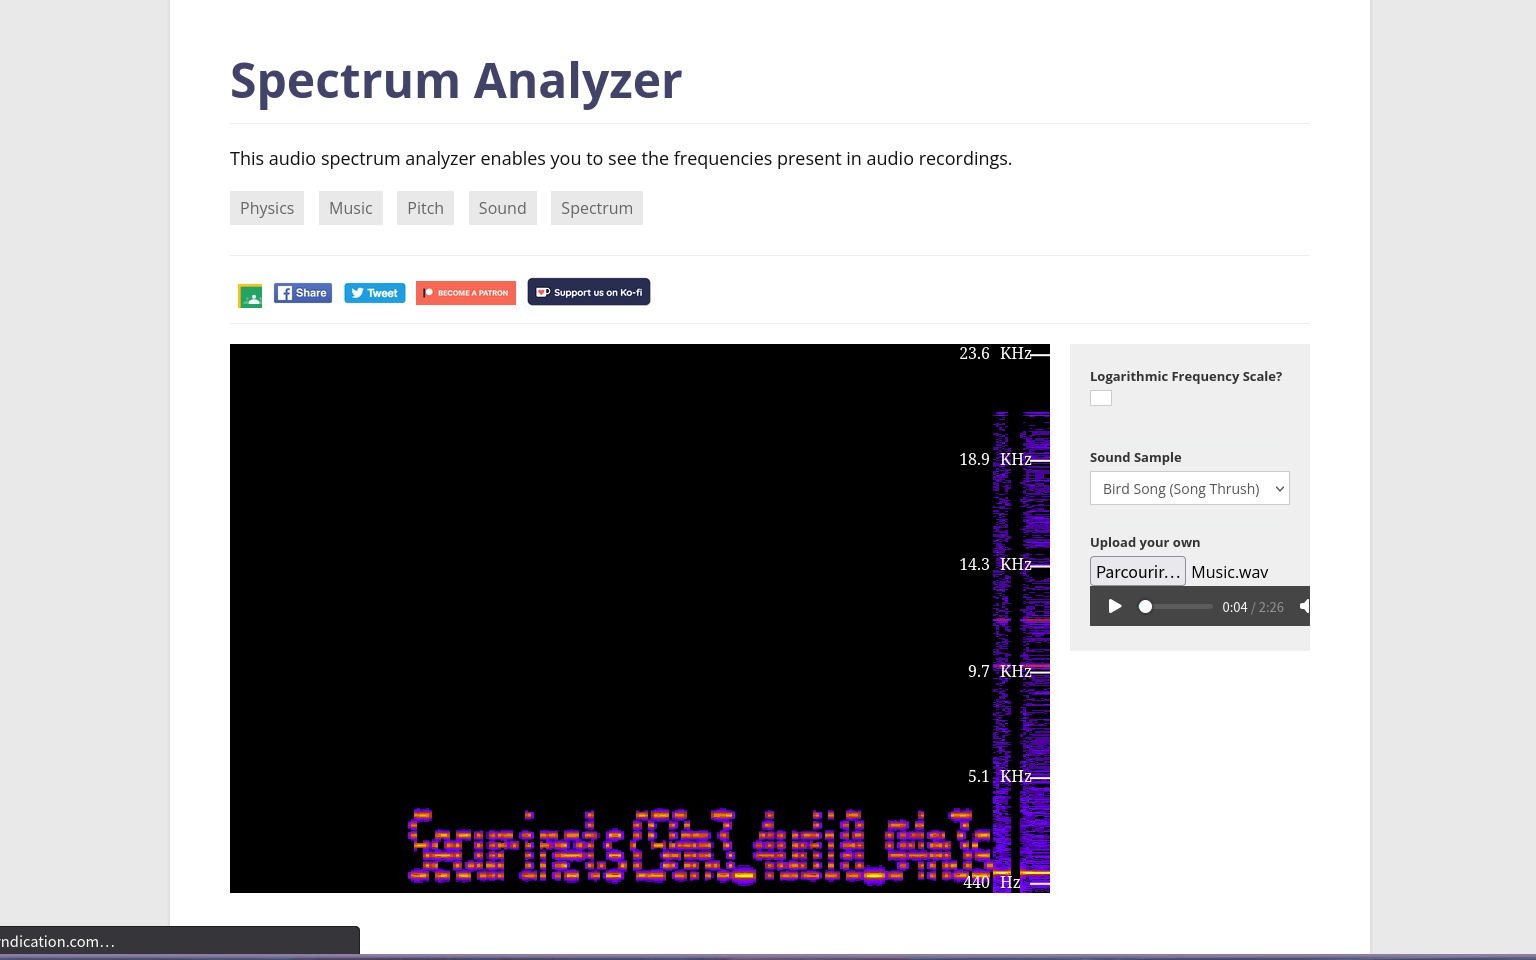 Spectrum Analyzer
This audio spectrum analyzer enables you to see the frequencies present in audio recordings.
Physics Music Pitch Sound Spectrum
Share Tweet BECOME A PATRON Support us on Ko-fi
23.6 KHz
18.9 KHz
14.3 KHz
9.7 KHz
5.1 KHz
440 Hz
Logarithmic Frequency Scale?
Sound Sample
Bird Song (Song Thrush)
Upload your own
Parcourir... Music.wav
0:04 / 2:26
ndication.com…